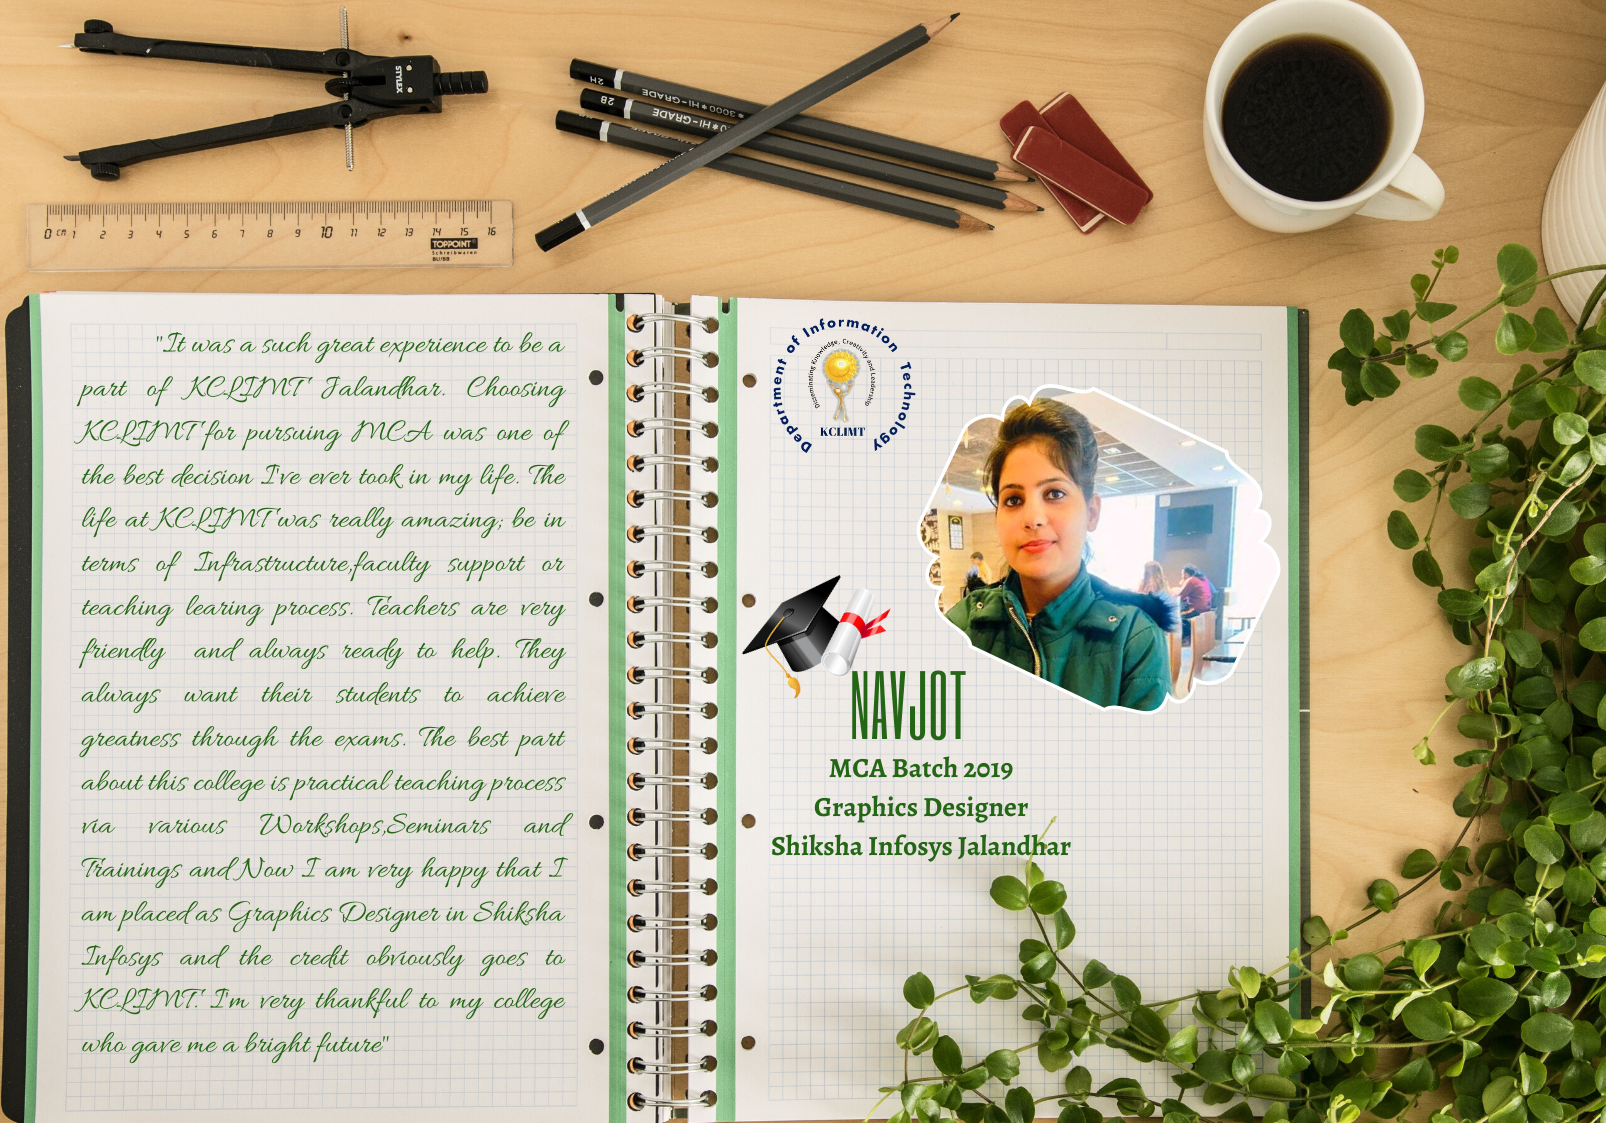 STYLEX
2H
3000 * HI-GRADE
2B
HI-GRADE
0 CM 1 2 3 4 5 6 7 8 9 10 11 12 13 14 15 16
TOPPOINT
Schreibwaren
"It was a such great experience to be a
part of KCLIMT Jalandhar. Choosing
KCLIMT for pursuing MCA was one of
the best decision I've ever took in my life. The
life at KCLIMT was really amazing; be in
terms of Infrastructure,faculty support or
teaching learing process. Teachers are very
friendly and always ready to help. They
always want their students to achieve
greatness through the exams. The best part
about this college is practical teaching process
via various Workshops,Seminars and
Trainings and Now I am very happy that I
am placed as Graphics Designer in Shiksha
Infosys and the credit obviously goes to
KCLIMT. I'm very thankful to my college
who gave me a bright future"
Department of Information Technology
Disseminating Knowledge, Creativity and Leadership
KCLIMT
NAVJOT
MCA Batch 2019
Graphics Designer
Shiksha Infosys Jalandhar